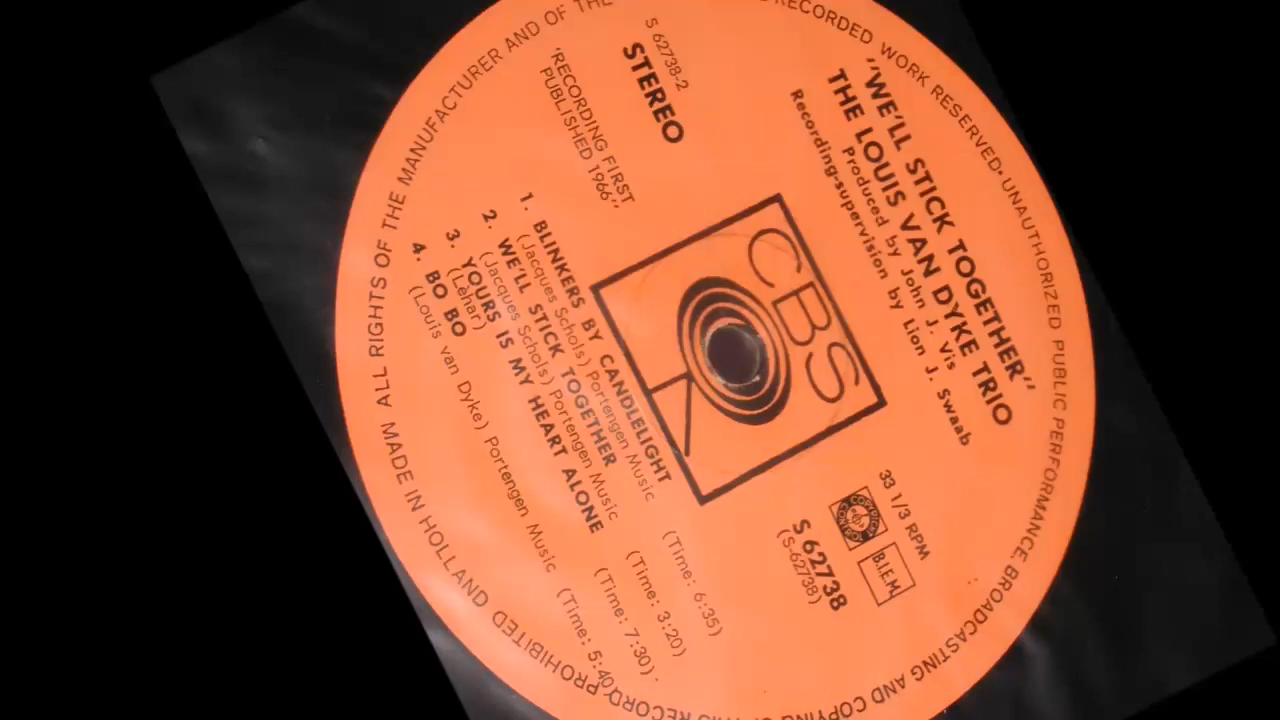 "WE'LL STICK TOGETHER"
THE LOUIS VAN DYKE TRIO
Produced by John J. Vis
Recording-supervision by Lion J. Swaab
S 62738-2
STEREO
'RECORDING FIRST
PUBLISHED 1966"
CBS
33 1/3 RPM
B.I.E.M.
S 62738
(S-62738)
1. BLINKERS BY CANDLELIGHT
(Jacques Schols) Portengen Music (Time: 6:35)
2. WE'LL STICK TOGETHER
(Jacques Schols) Portengen Music (Time: 3:20)
3. YOURS IS MY HEART ALONE
(Léhar) (Time: 7:30)
4. BO BO
(Louis van Dyke) Portengen Music (Time: 5:40)
MADE IN HOLLAND
ALL RIGHTS OF THE MANUFACTURER AND OF THE
RECORDED WORK RESERVED • UNAUTHORIZED PUBLIC PERFORMANCE BROADCASTING AND COPYING OF THIS RECORD PROHIBITED